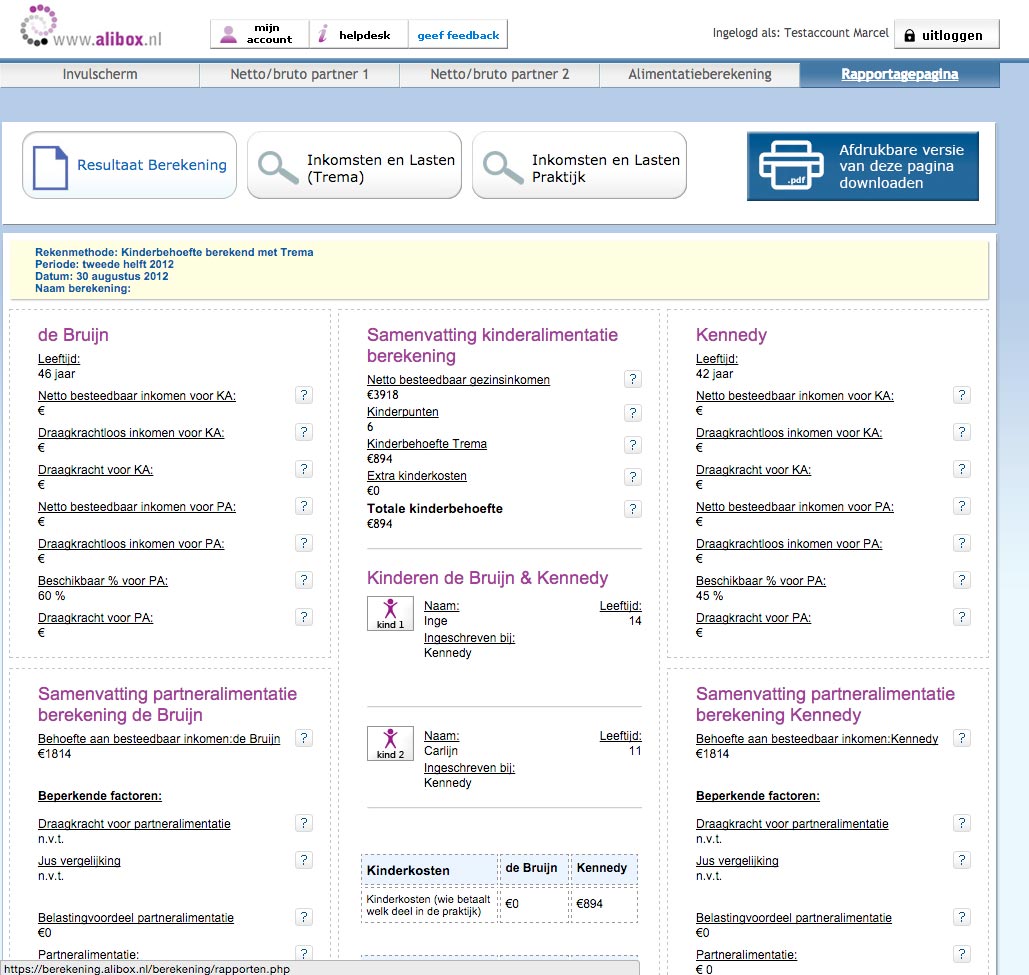 www.alibox.nl
mijn
account
helpdesk
geef feedback
Ingelogd als: Testaccount Marcel
uitloggen
Invulscherm
Netto/bruto partner 1
Netto/bruto partner 2
Alimentatieberekening
Rapportagepagina
Resultaat Berekening
Inkomsten en Lasten
(Trema)
Inkomsten en Lasten
Praktijk
.pdf
Afdrukbare versie
van deze pagina
downloaden
Rekenmethode: Kinderbehoefte berekend met Trema
Periode: tweede helft 2012
Datum: 30 augustus 2012
Naam berekening:
de Bruijn
Leeftijd:
46 jaar
Netto besteedbaar inkomen voor KA: ?
€
Draagkrachtloos inkomen voor KA: ?
€
Draagkracht voor KA: ?
€
Netto besteedbaar inkomen voor PA: ?
€
Draagkrachtloos inkomen voor PA: ?
€
Beschikbaar % voor PA: ?
60 %
Draagkracht voor PA: ?
€
Samenvatting partneralimentatie
berekening de Bruijn
Behoefte aan besteedbaar inkomen:de Bruijn ?
€1814
Beperkende factoren:
Draagkracht voor partneralimentatie ?
n.v.t.
Jus vergelijking ?
n.v.t.
Belastingvoordeel partneralimentatie ?
€0
Partneralimentatie: ?
Samenvatting kinderalimentatie
berekening
Netto besteedbaar gezinsinkomen ?
€3918
Kinderpunten ?
6
Kinderbehoefte Trema ?
€894
Extra kinderkosten ?
€0
Totale kinderbehoefte ?
€894
Kinderen de Bruijn & Kennedy
kind 1
Naam: Leeftijd:
Inge 14
Ingeschreven bij:
Kennedy
kind 2
Naam: Leeftijd:
Carlijn 11
Ingeschreven bij:
Kennedy
Kinderkosten de Bruijn Kennedy
Kinderkosten (wie betaalt
welk deel in de praktijk) €0 €894
Kennedy
Leeftijd:
42 jaar
Netto besteedbaar inkomen voor KA: ?
€
Draagkrachtloos inkomen voor KA: ?
€
Draagkracht voor KA: ?
€
Netto besteedbaar inkomen voor PA: ?
€
Draagkrachtloos inkomen voor PA: ?
€
Beschikbaar % voor PA: ?
45 %
Draagkracht voor PA: ?
€
Samenvatting partneralimentatie
berekening Kennedy
Behoefte aan besteedbaar inkomen:Kennedy ?
€1814
Beperkende factoren:
Draagkracht voor partneralimentatie ?
n.v.t.
Jus vergelijking ?
n.v.t.
Belastingvoordeel partneralimentatie ?
€0
Partneralimentatie: ?
€ 0
https://berekening.alibox.nl/berekening/rapporten.php